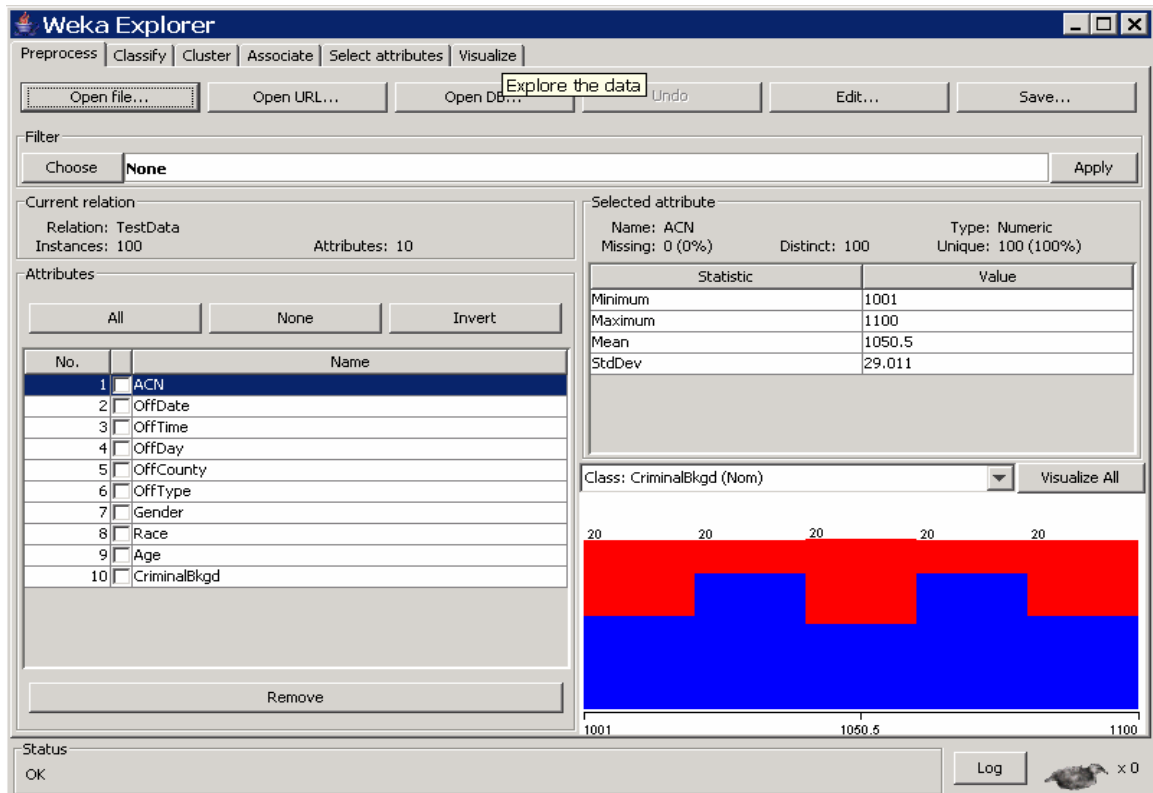 Weka Explorer
Preprocess Classify Cluster Associate Select attributes Visualize
Explore the data
Open file... Open URL... Open DB... Undo Edit... Save...
Filter
Choose None Apply
Current relation
Relation: TestData
Instances: 100 Attributes: 10
Selected attribute
Name: ACN Type: Numeric
Missing: 0 (0%) Distinct: 100 Unique: 100 (100%)
Statistic Value
Minimum 1001
Maximum 1100
Mean 1050.5
StdDev 29.011
Attributes
All None Invert
No. Name
1 ACN
2 OffDate
3 OffTime
4 OffDay
5 OffCounty
6 OffType
7 Gender
8 Race
9 Age
10 CriminalBkgd
Remove
Class: CriminalBkgd (Nom) Visualize All
20 20 20 20 20
1001 1050.5 1100
Status
OK
Log x 0